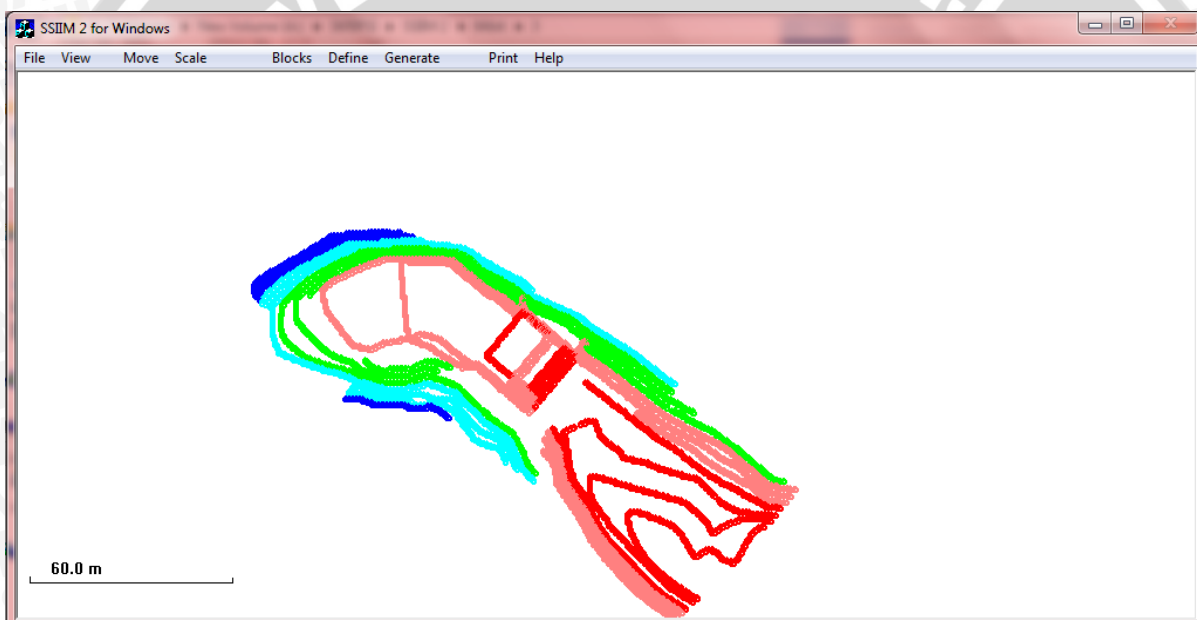 SSIIM 2 for Windows
File View Move Scale Blocks Define Generate Print Help
60.0 m